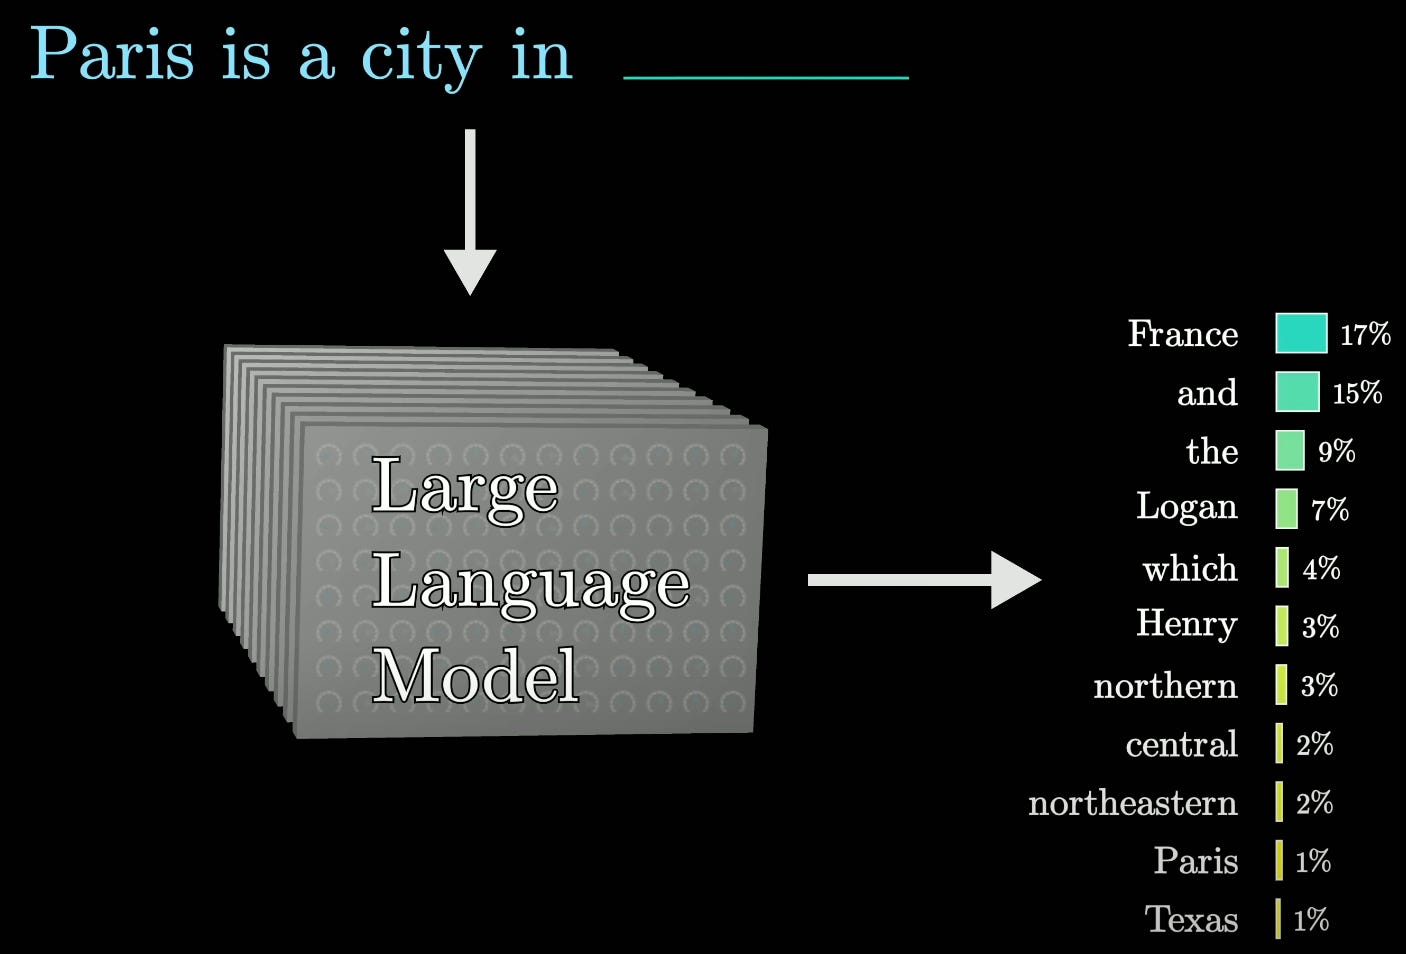 Paris is a city in
Large
Language
Model
France 17%
and 15%
the 9%
Logan 7%
which 4%
Henry 3%
northern 3%
central 2%
northeastern 2%
Paris 1%
Texas 1%